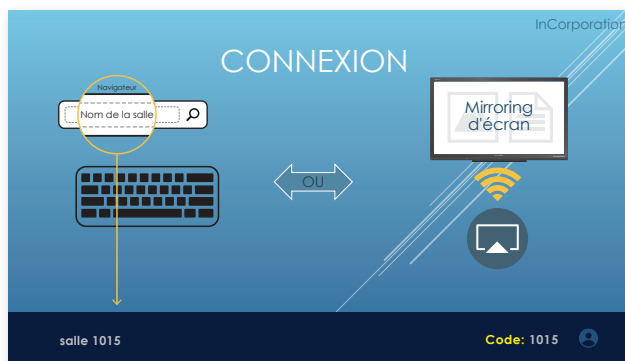 InCorporation
CONNEXION
Navigateur
Nom de la salle
Mirroring
d'écran
OU
salle 1015
Code: 1015